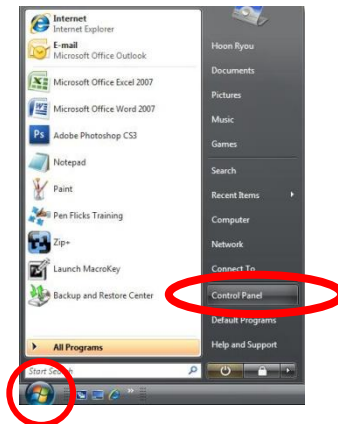 Internet
Internet Explorer
E-mail
Microsoft Office Outlook
Microsoft Office Excel 2007
Microsoft Office Word 2007
Ps Adobe Photoshop CS3
Notepad
Paint
Pen Flicks Training
Zip+
Launch MacroKey
Backup and Restore Center
All Programs
Start Search
Hoon Ryou
Documents
Pictures
Music
Games
Search
Recent Items
Computer
Network
Connect To
Control Panel
Default Programs
Help and Support